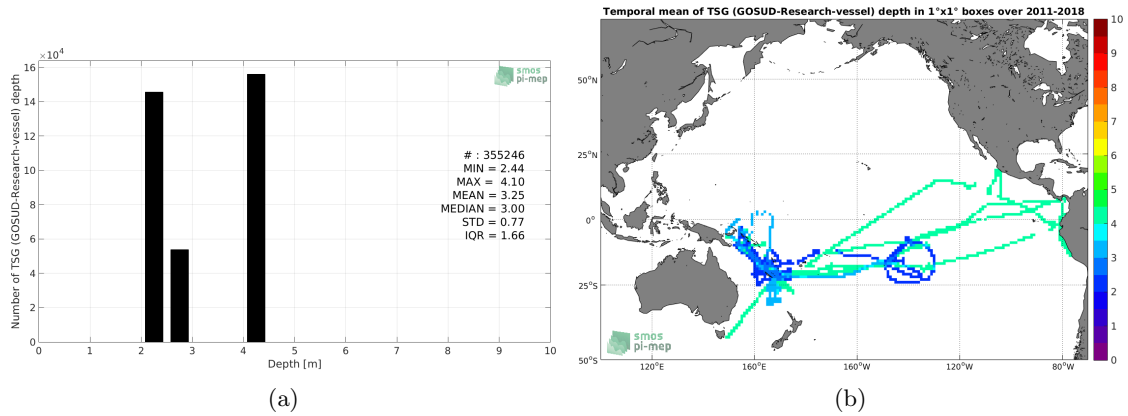 ×10⁴
16
14
12
10
8
6
4
2
0
Number of TSG (GOSUD-Research-vessel) depth
0 1 2 3 4 5 6 7 8 9 10
Depth [m]
smos
pi-mep
# : 355246
MIN = 2.44
MAX = 4.10
MEAN = 3.25
MEDIAN = 3.00
STD = 0.77
IQR = 1.66
(a)
Temporal mean of TSG (GOSUD-Research-vessel) depth in 1°x1° boxes over 2011-2018
50°N
25°N
0°
25°S
50°S
120°E 160°E 160°W 120°W 80°W
smos
pi-mep
10
9
8
7
6
5
4
3
2
1
0
(b)